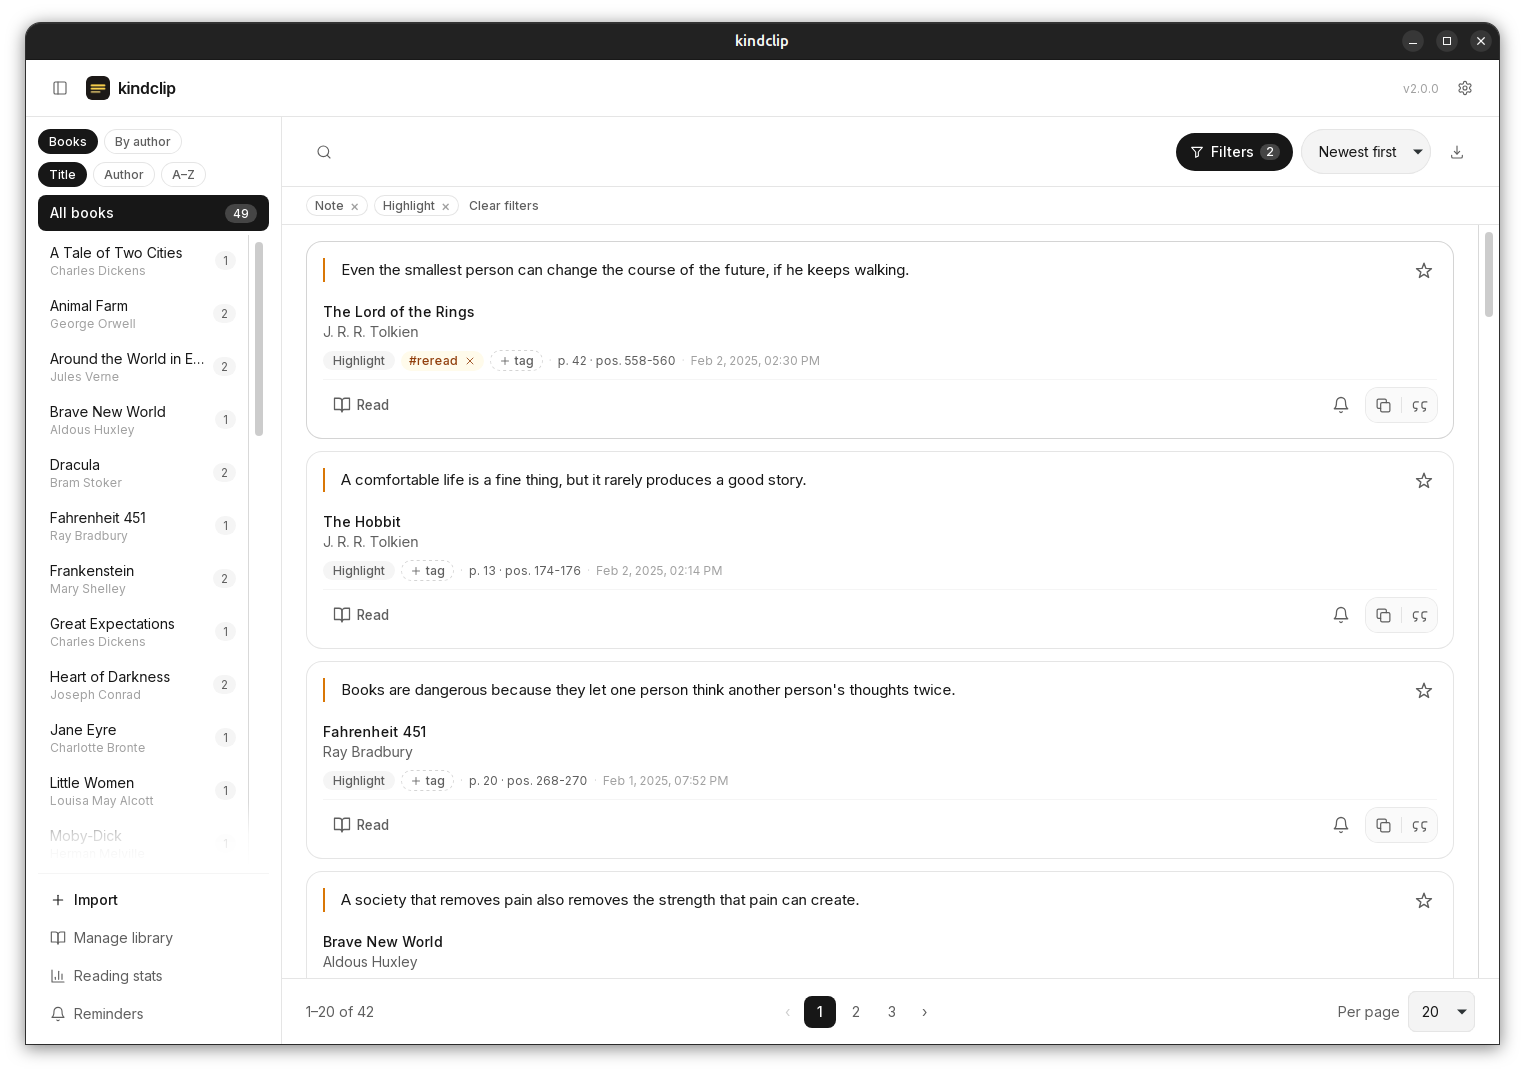 kindclip
kindclip
v2.0.0
Books By author
Title Author A–Z
All books 49
A Tale of Two Cities 1
Charles Dickens
Animal Farm 2
George Orwell
Around the World in E... 2
Jules Verne
Brave New World 1
Aldous Huxley
Dracula 2
Bram Stoker
Fahrenheit 451 1
Ray Bradbury
Frankenstein 2
Mary Shelley
Great Expectations 1
Charles Dickens
Heart of Darkness 2
Joseph Conrad
Jane Eyre 1
Charlotte Bronte
Little Women 1
Louisa May Alcott
Moby-Dick 1
Herman Melville
+ Import
Manage library
Reading stats
Reminders
Filters 2 Newest first
Note × Highlight × Clear filters
Even the smallest person can change the course of the future, if he keeps walking.
The Lord of the Rings
J. R. R. Tolkien
Highlight #reread × + tag · p. 42 · pos. 558-560 · Feb 2, 2025, 02:30 PM
Read
A comfortable life is a fine thing, but it rarely produces a good story.
The Hobbit
J. R. R. Tolkien
Highlight + tag · p. 13 · pos. 174-176 · Feb 2, 2025, 02:14 PM
Read
Books are dangerous because they let one person think another person's thoughts twice.
Fahrenheit 451
Ray Bradbury
Highlight + tag · p. 20 · pos. 268-270 · Feb 1, 2025, 07:52 PM
Read
A society that removes pain also removes the strength that pain can create.
Brave New World
Aldous Huxley
1–20 of 42 ‹ 1 2 3 › Per page 20